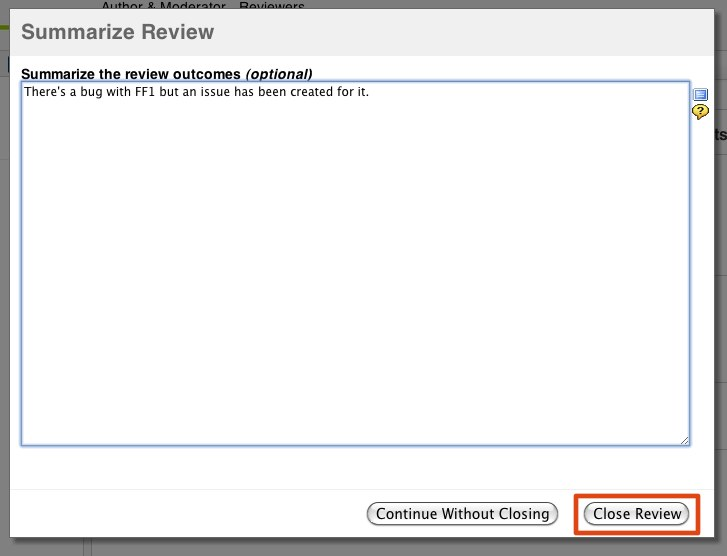 Author & Moderator Reviewers
Summarize Review
Summarize the review outcomes (optional)
There's a bug with FF1 but an issue has been created for it.
?
ts
Continue Without Closing
Close Review